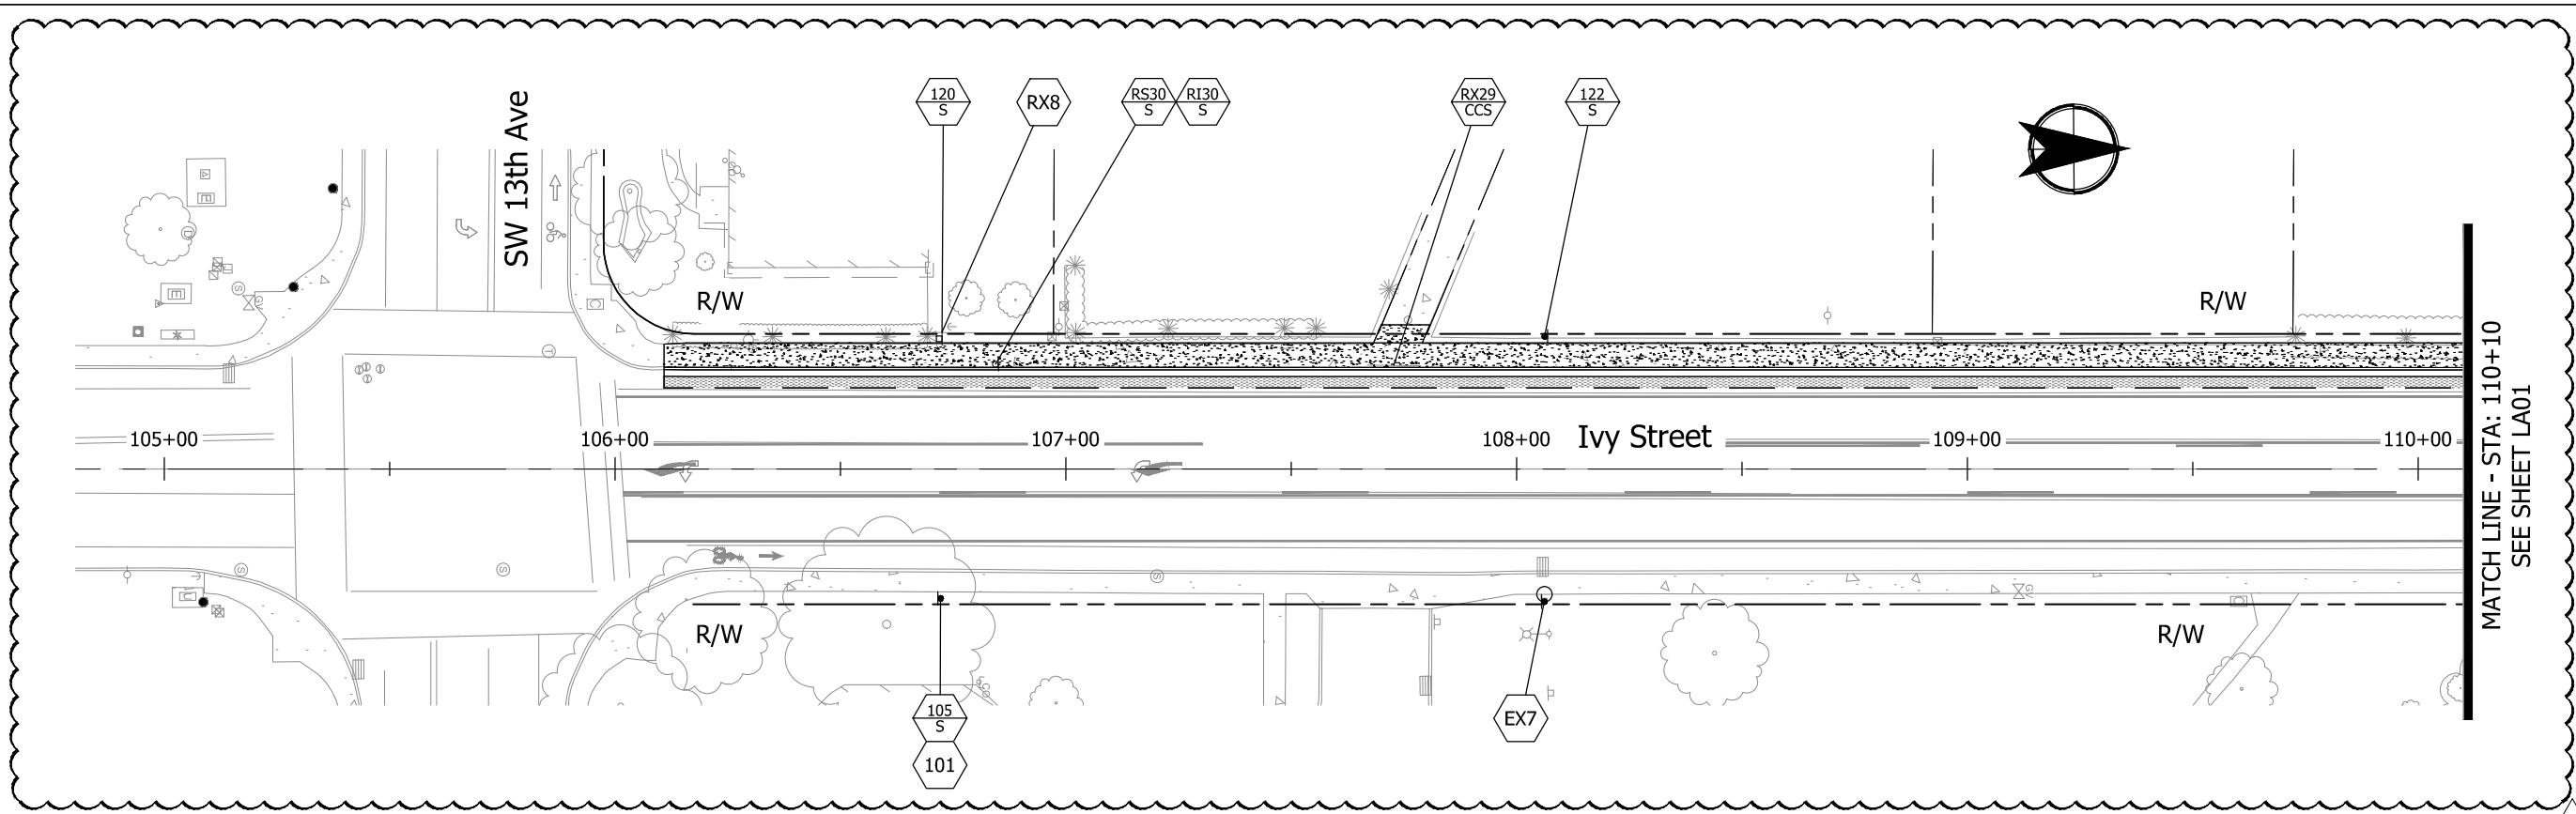 120
S
RX8
RS30
S
RI30
S
RX29
CCS
122
S
SW 13th Ave
R/W
R/W
105+00
106+00
107+00
108+00
Ivy Street
109+00
110+00
MATCH LINE - STA: 110+10
SEE SHEET LA01
R/W
R/W
105
S
101
EX7